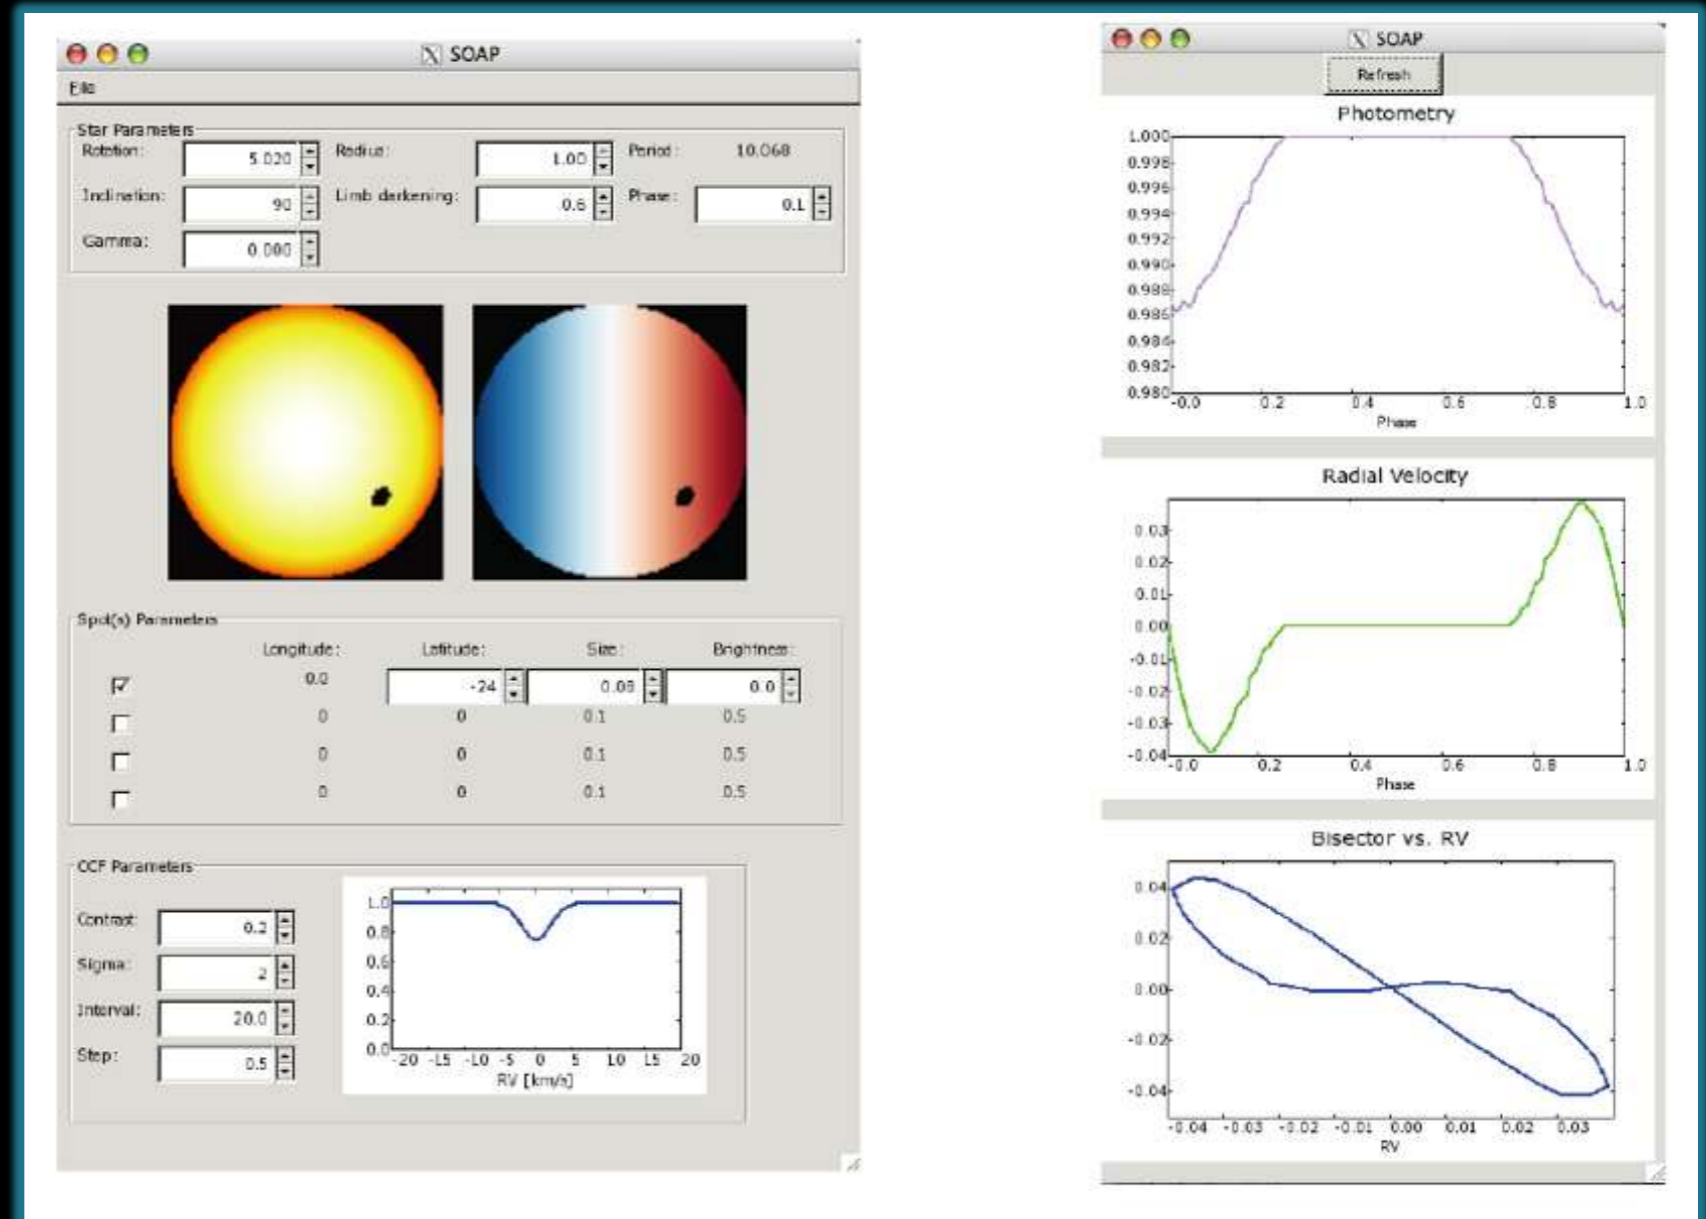 SOAP
File
Star Parameters
Rotation: 5.020 Radius: 1.00 Period: 10.068
Inclination: 90 Limb darkening: 0.6 Phase: 0.1
Gamma: 0.000
Spot(s) Parameters
Longitude: Latitude: Size: Brightness:
0.0 -24 0.08 0.0
0 0 0.1 0.5
0 0 0.1 0.5
0 0 0.1 0.5
CCF Parameters
Contrast: 0.2
Sigma: 2
Interval: 20.0
Step: 0.5
1.0
0.8
0.6
0.4
0.2
0.0
-20 -15 -10 -5 0 5 10 15 20
RV [km/s]
SOAP
Refresh
Photometry
1.000
0.998
0.996
0.994
0.992
0.990
0.988
0.986
0.984
0.982
0.980
-0.0 0.2 0.4 0.6 0.8 1.0
Phase
Radial Velocity
0.03
0.02
0.01
0.00
-0.01
-0.02
-0.03
-0.04
-0.0 0.2 0.4 0.6 0.8 1.0
Phase
Bisector vs. RV
0.04
0.02
0.00
-0.02
-0.04
-0.04 -0.03 -0.02 -0.01 0.00 0.01 0.02 0.03
RV